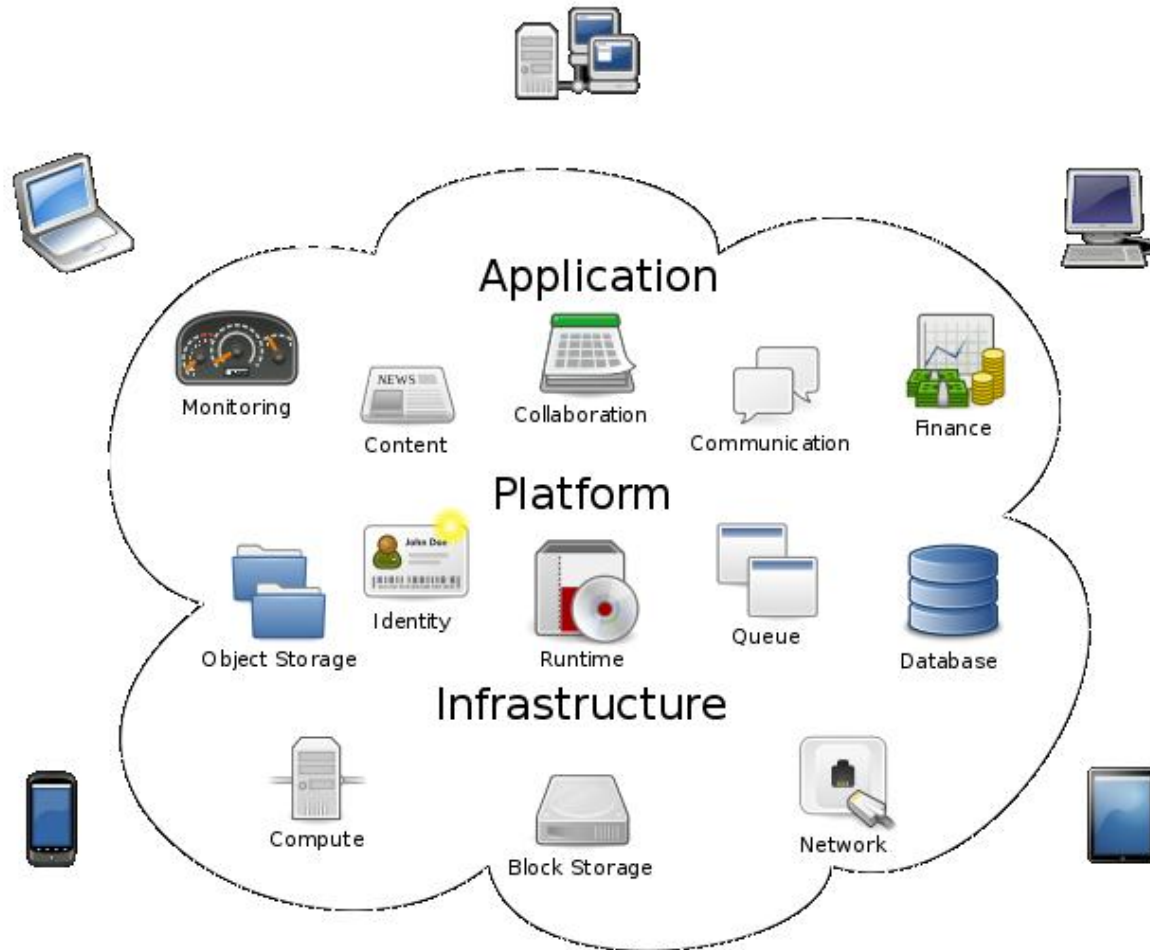 Application
Monitoring
NEWS
Content
Collaboration
Communication
Finance
Platform
Object Storage
John Doe
Identity
Runtime
Queue
Database
Infrastructure
Compute
Block Storage
Network